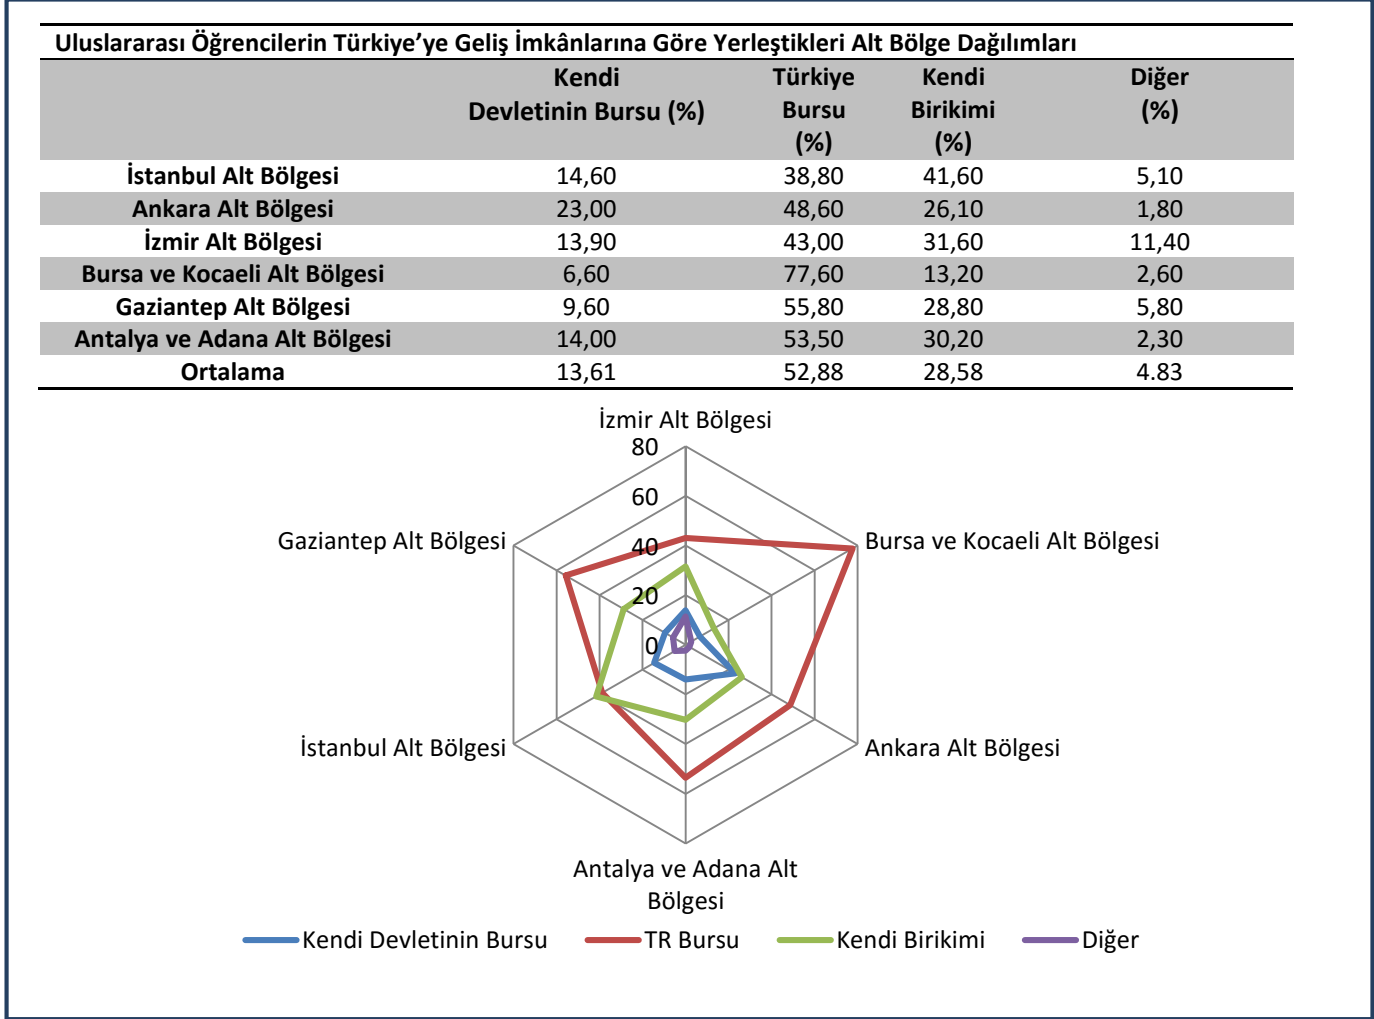 Uluslararası Öğrencilerin Türkiye’ye Geliş İmkânlarına Göre Yerleştikleri Alt Bölge Dağılımları
Kendi Devletinin Bursu (%) Türkiye Bursu (%) Kendi Birikimi (%) Diğer (%)
İstanbul Alt Bölgesi 14,60 38,80 41,60 5,10
Ankara Alt Bölgesi 23,00 48,60 26,10 1,80
İzmir Alt Bölgesi 13,90 43,00 31,60 11,40
Bursa ve Kocaeli Alt Bölgesi 6,60 77,60 13,20 2,60
Gaziantep Alt Bölgesi 9,60 55,80 28,80 5,80
Antalya ve Adana Alt Bölgesi 14,00 53,50 30,20 2,30
Ortalama 13,61 52,88 28,58 4.83
İzmir Alt Bölgesi
80
60
Gaziantep Alt Bölgesi
Bursa ve Kocaeli Alt Bölgesi
40
20
0
İstanbul Alt Bölgesi
Ankara Alt Bölgesi
Antalya ve Adana Alt
Bölgesi
Kendi Devletinin Bursu TR Bursu Kendi Birikimi Diğer